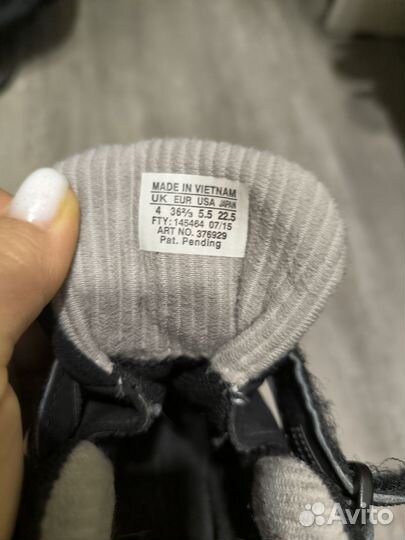 MADE IN VIETNAM
UK EUR USA JAPAN
4 36⅔ 5.5 22.5
FTY: 145464 07/15
ART NO. 376929
Pat. Pending
Avito